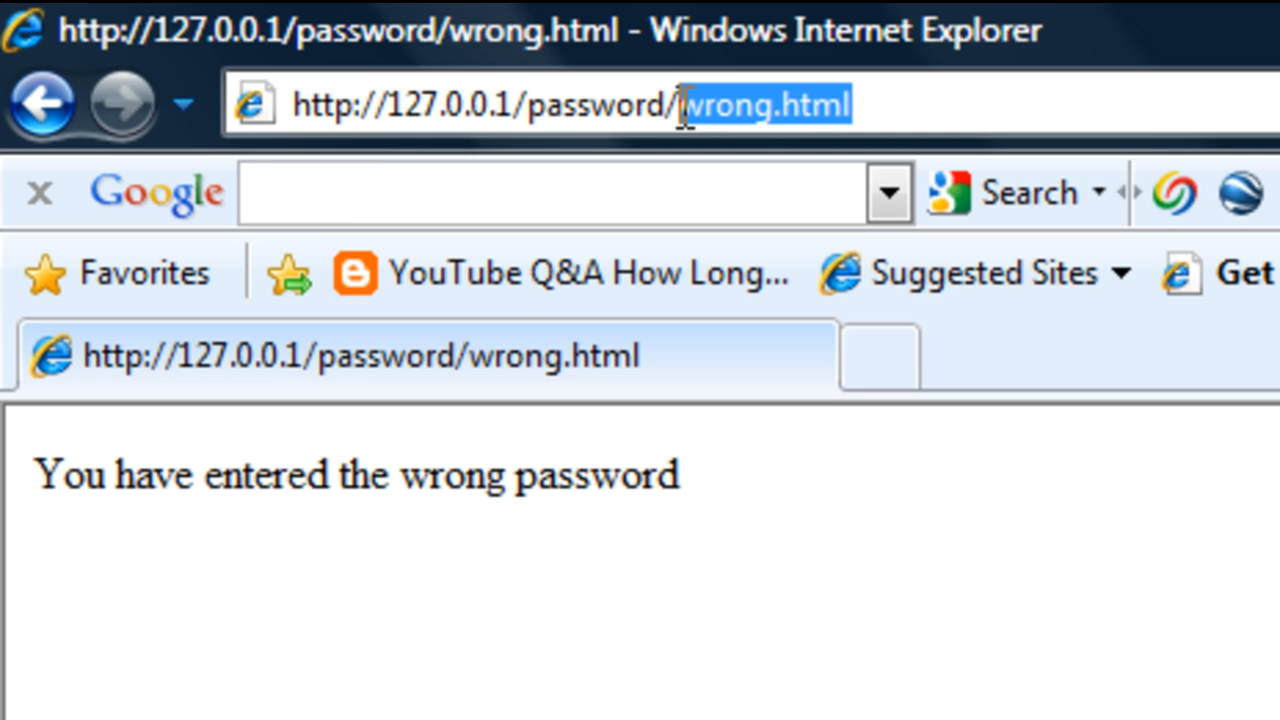 http://127.0.0.1/password/wrong.html - Windows Internet Explorer
http://127.0.0.1/password/wrong.html
x Google Search
Favorites YouTube Q&A How Long... Suggested Sites Get
http://127.0.0.1/password/wrong.html
You have entered the wrong password